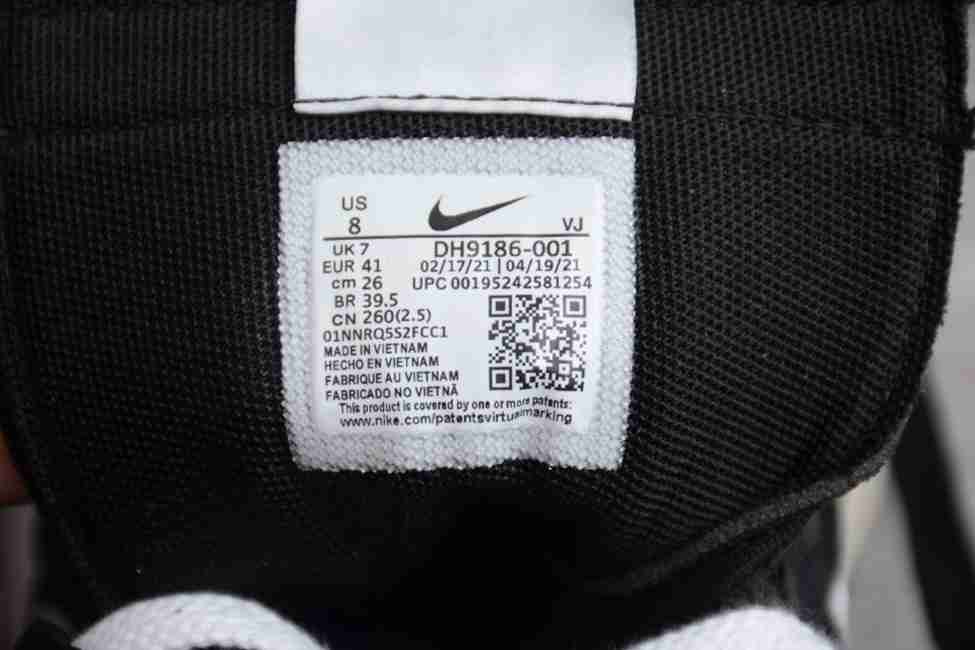 US
8
VJ
UK 7
DH9186-001
EUR 41
02/17/21 | 04/19/21
cm 26
UPC 00195242581254
BR 39.5
CN 260(2.5)
01NNRQ5S2FCC1
MADE IN VIETNAM
HECHO EN VIETNAM
FABRIQUE AU VIETNAM
FABRICADO NO VIETNÃ
This product is covered by one or more patents:
www.nike.com/patentsvirtualmarking